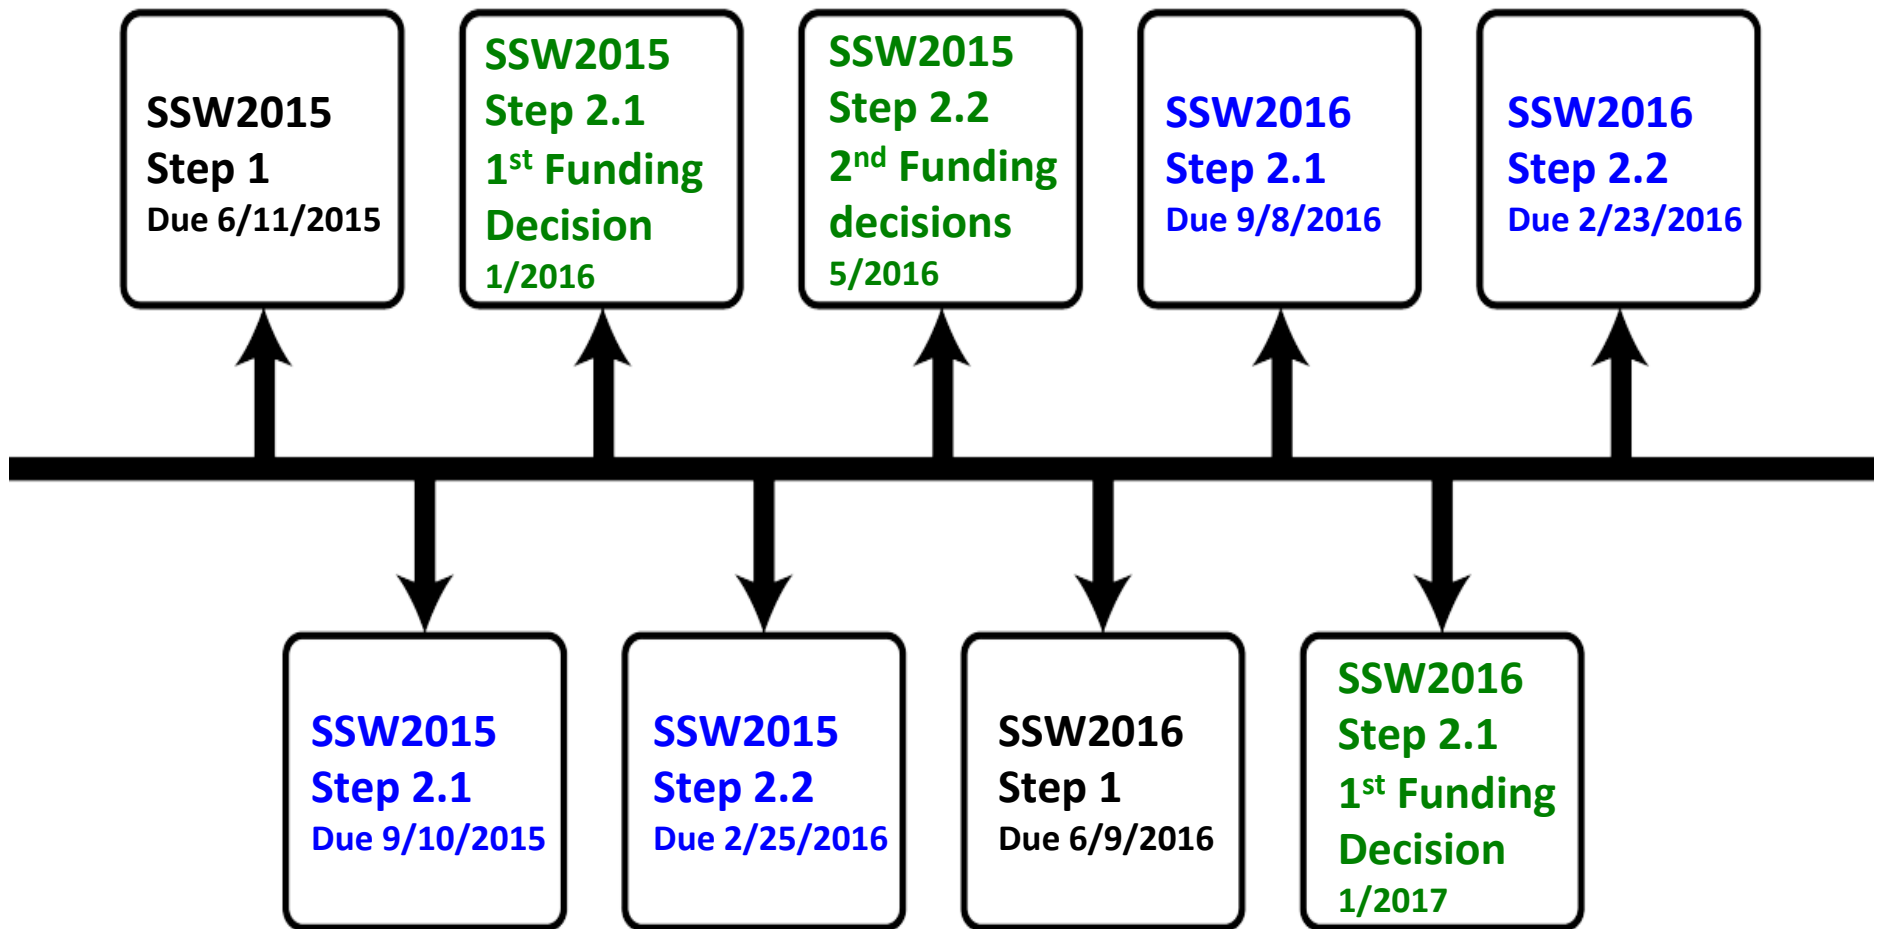 SSW2015
Step 1
Due 6/11/2015
SSW2015
Step 2.1
1st Funding
Decision
1/2016
SSW2015
Step 2.2
2nd Funding
decisions
5/2016
SSW2016
Step 2.1
Due 9/8/2016
SSW2016
Step 2.2
Due 2/23/2016
SSW2015
Step 2.1
Due 9/10/2015
SSW2015
Step 2.2
Due 2/25/2016
SSW2016
Step 1
Due 6/9/2016
SSW2016
Step 2.1
1st Funding
Decision
1/2017